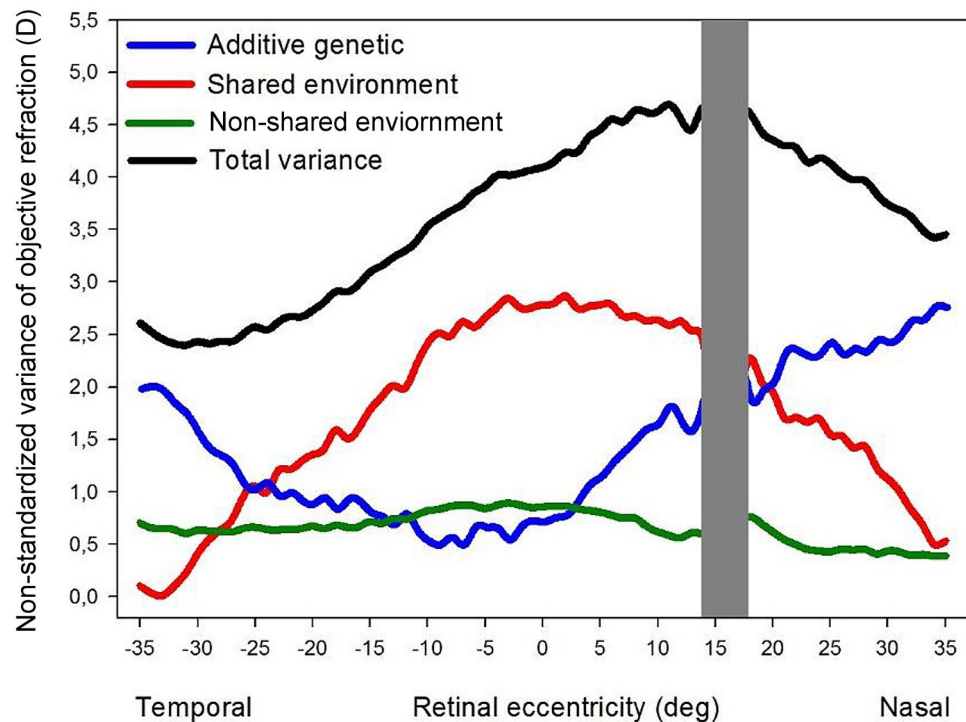 Non-standardized variance of objective refraction (D)
5,5
5,0
4,5
4,0
3,5
3,0
2,5
2,0
1,5
1,0
0,5
0,0
Additive genetic
Shared environment
Non-shared enviornment
Total variance
-35 -30 -25 -20 -15 -10 -5 0 5 10 15 20 25 30 35
Temporal Retinal eccentricity (deg) Nasal